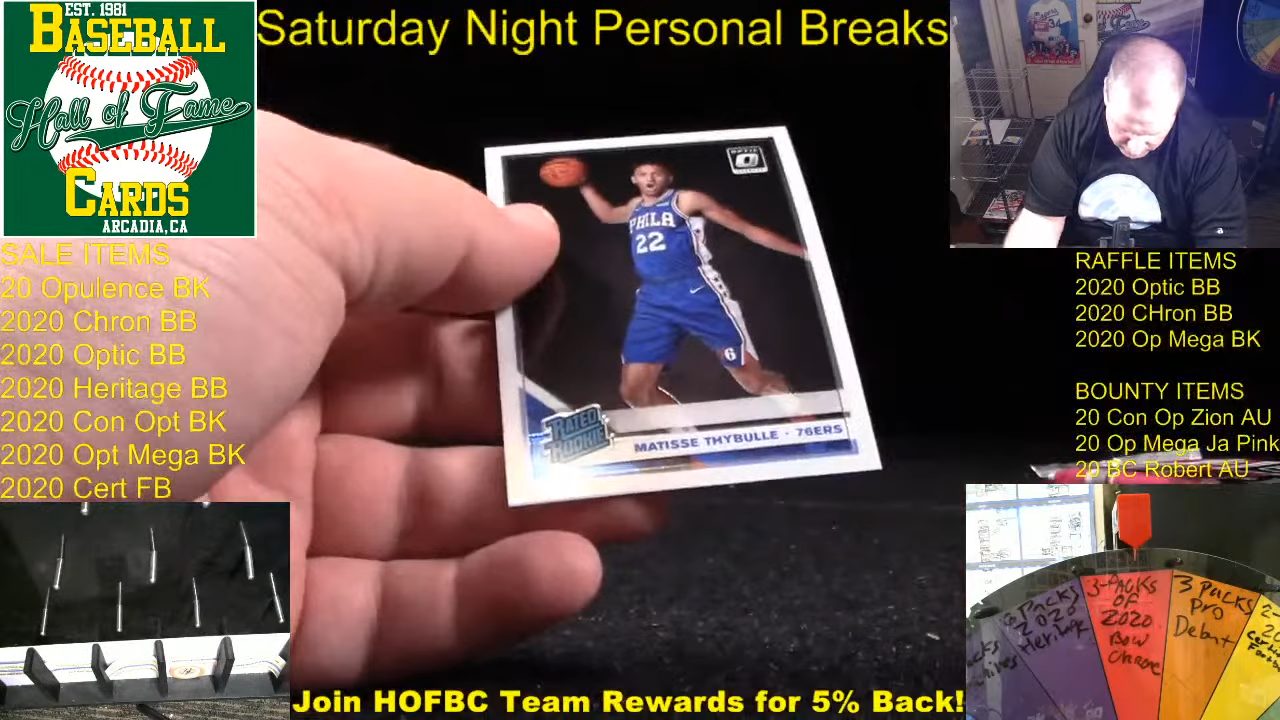 EST. 1981
BASEBALL
Hall of Fame
CARDS
ARCADIA, CA
Saturday Night Personal Breaks
SALE ITEMS
20 Opulence BK
2020 Chron BB
2020 Optic BB
2020 Heritage BB
2020 Con Opt BK
2020 Opt Mega BK
2020 Cert FB
OPTIC
PHILA
22
6
RATED
ROOKIE
MATISSE THYBULLE · 76ERS
RAFFLE ITEMS
2020 Optic BB
2020 CHron BB
2020 Op Mega BK
BOUNTY ITEMS
20 Con Op Zion AU
20 Op Mega Ja Pink
20 BC Robert AU
Packs
2020
Heritage
3-PACKS
OF
2020
BOW
CHROME
3 PACKS
PRO
Debut
Join HOFBC Team Rewards for 5% Back!